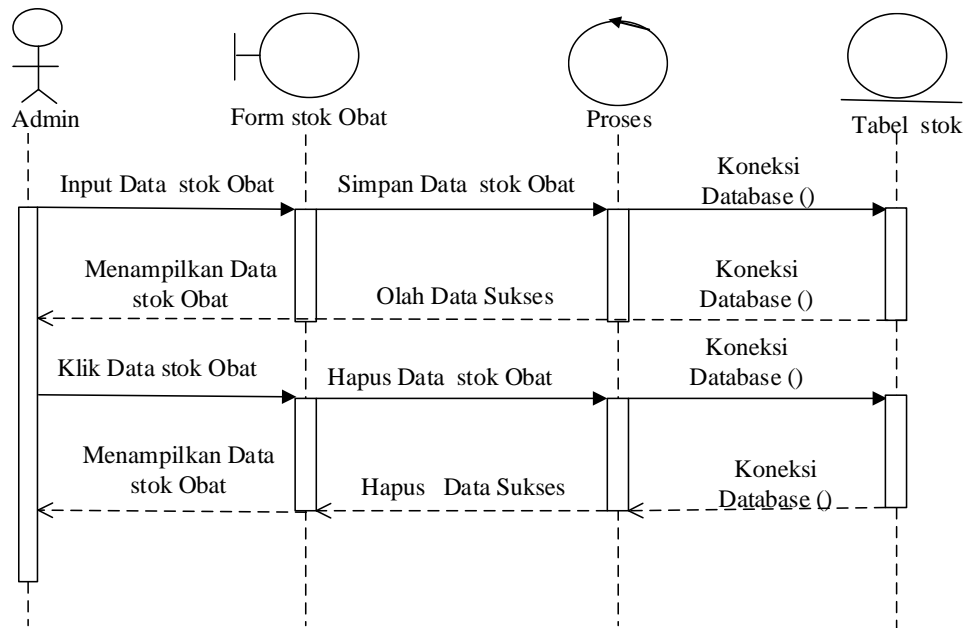 Admin
Form stok Obat
Proses
Tabel stok
Input Data stok Obat
Simpan Data stok Obat
Koneksi
Database ()
Menampilkan Data
stok Obat
Olah Data Sukses
Koneksi
Database ()
Klik Data stok Obat
Hapus Data stok Obat
Koneksi
Database ()
Menampilkan Data
stok Obat
Hapus Data Sukses
Koneksi
Database ()